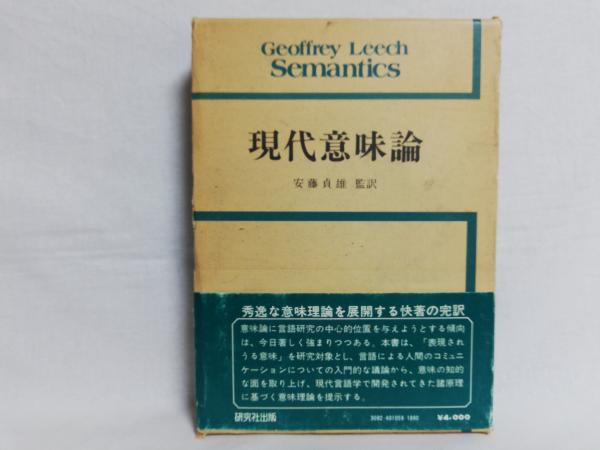 Geoffrey Leech
Semantics
現代意味論
安藤貞雄 監訳
秀逸な意味理論を展開する快著の完訳
意味論に言語研究の中心的位置を与えようとする傾向
は、今日著しく強まりつつある。本書は、「表現され
うる意味」を研究対象とし、言語による人間のコミュニ
ケーションについての入門的な議論から、意味の知的
な面を取り上げ、現代言語学で開発されてきた諸原理
に基づく意味理論を提示する。
研究社出版
3082-401059-1860
¥4,000